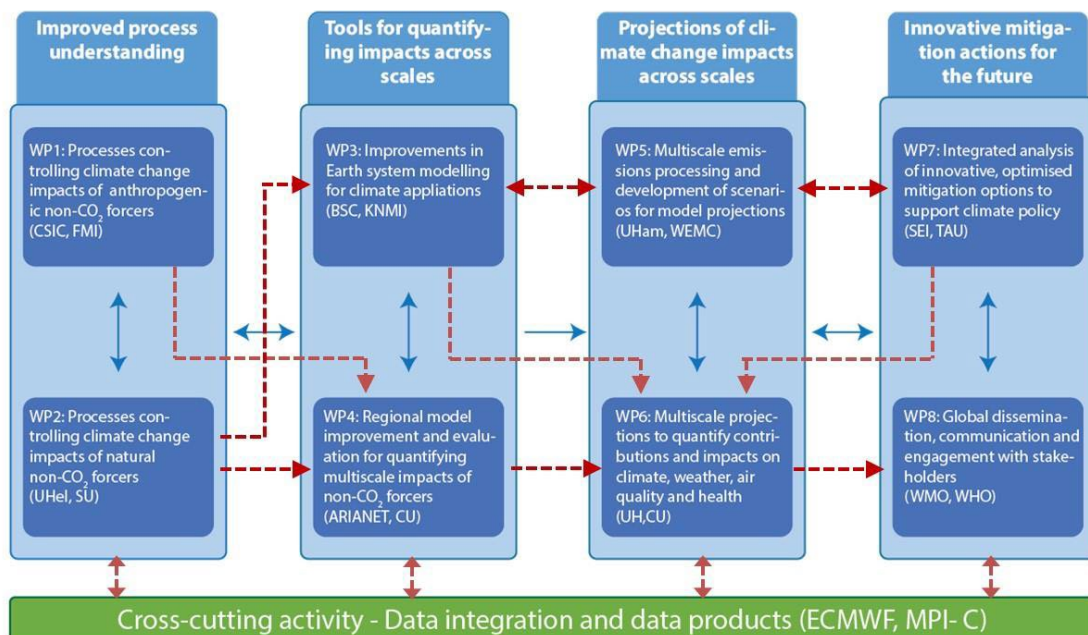 Improved process
understanding
WP1: Processes con-
trolling climate change
impacts of anthropogen-
ic non-CO₂ forcers
(CSIC, FMI)
WP2: Processes con-
trolling climate change
impacts of natural
non-CO₂ forcers
(UHel, SU)
Tools for quantify-
ing impacts across
scales
WP3: Improvements in
Earth system modelling
for climate appliations
(BSC, KNMI)
WP4: Regional model
improvement and evalu-
ation for quantifying
multiscale impacts of
non-CO₂ forcers
(ARIANET, CU)
Projections of cli-
mate change impacts
across scales
WP5: Multiscale emis-
sions processing and
development of scenari-
os for model projections
(UHam, WEMC)
WP6: Multiscale projec-
tions to quantify contri-
butions and impacts on
climate, weather, air
quality and health
(UH,CU)
Innovative mitiga-
tion actions for
the future
WP7: Integrated analysis
of innovative, optimised
mitigation options to
support climate policy
(SEI, TAU)
WP8: Global dissemina-
tion, communication and
engagement with stake-
holders
(WMO, WHO)
Cross-cutting activity - Data integration and data products (ECMWF, MPI- C)